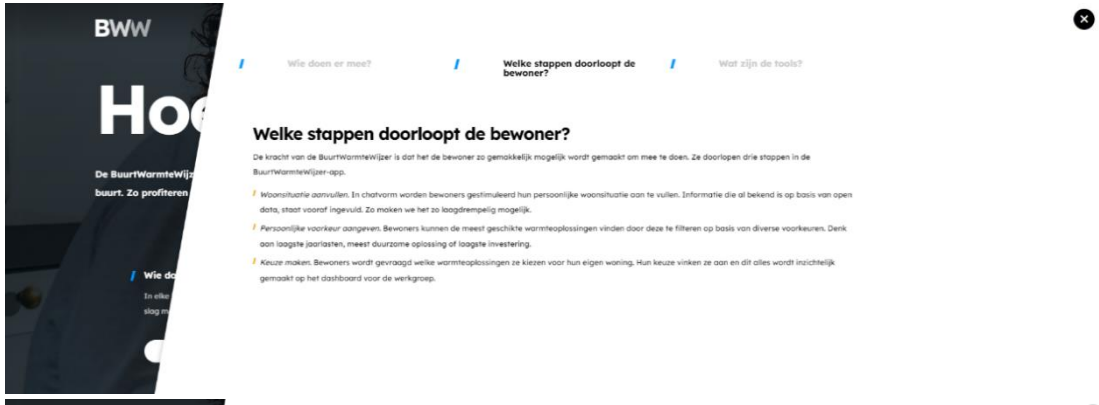 BWW
Wie doen er mee?
Welke stappen doorloopt de
bewoner?
Wat zijn de tools?
Hoe
Welke stappen doorloopt de bewoner?
De kracht van de BuurtWarmteWijzer is dat het de bewoner zo gemakkelijk mogelijk wordt gemaakt om mee te doen. Ze doorlopen drie stappen in de
BuurtWarmteWijzer-app.
De BuurtWarmteWijz
buurt. Zo profiteren
Woonsituatie aanvullen. In chatvorm worden bewoners gestimuleerd hun persoonlijke woonsituatie aan te vullen. Informatie die al bekend is op basis van open
data, staat vooraf ingevuld. Zo maken we het zo laagdrempelig mogelijk.
Persoonlijke voorkeur aangeven. Bewoners kunnen de meest geschikte warmteoplossingen vinden door deze te filteren op basis van diverse voorkeuren. Denk
aan laagste jaarlasten, meest duurzame oplossing of laagste investering.
Keuze maken. Bewoners wordt gevraagd welke warmteoplossingen ze kiezen voor hun eigen woning. Hun keuze vinken ze aan en dit alles wordt inzichtelijk
gemaakt op het dashboard voor de werkgroep.
Wie do
In elke
slag m